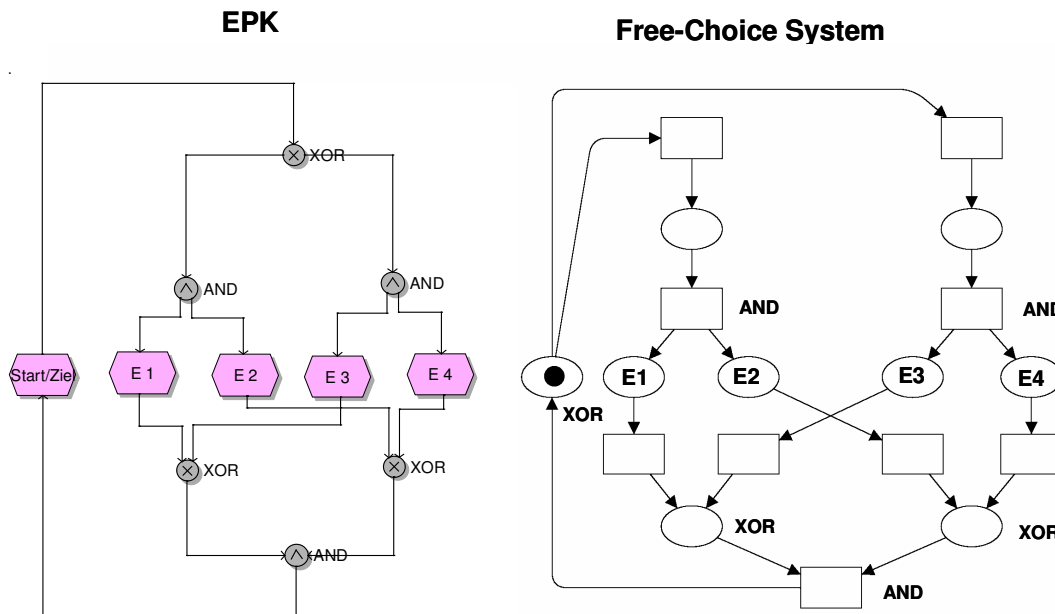 EPK
Free-Choice System
XOR
AND
AND
Start/Ziel
E 1
E 2
E 3
E 4
XOR
XOR
AND
AND
AND
E1
E2
E3
E4
XOR
XOR
XOR
AND